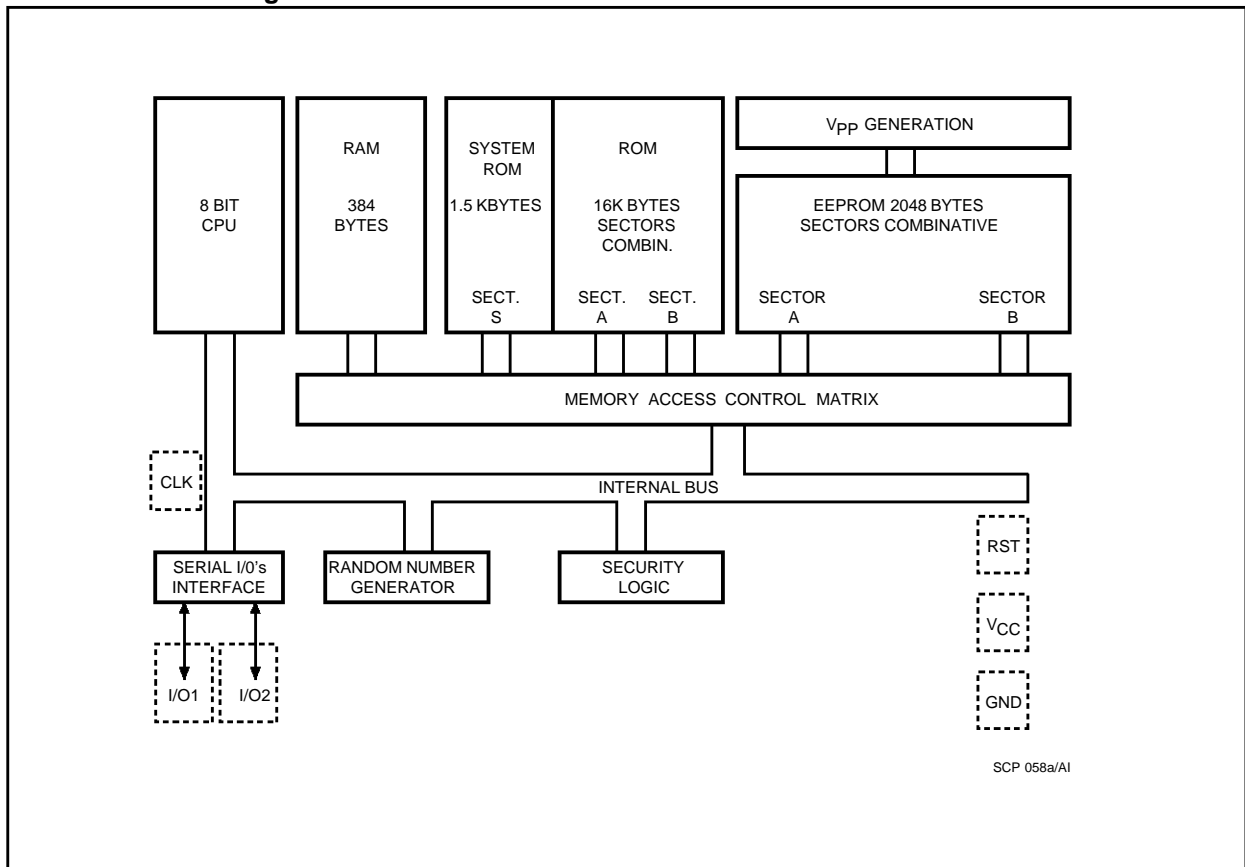 8 BIT
CPU
RAM
384
BYTES
SYSTEM
ROM
1.5 KBYTES
SECT.
S
ROM
16K BYTES
SECTORS
COMBIN.
SECT.
A
SECT.
B
VPP GENERATION
EEPROM 2048 BYTES
SECTORS COMBINATIVE
SECTOR
A
SECTOR
B
MEMORY ACCESS CONTROL MATRIX
CLK
INTERNAL BUS
SERIAL I/0's
INTERFACE
RANDOM NUMBER
GENERATOR
SECURITY
LOGIC
RST
VCC
GND
I/O1
I/O2
SCP 058a/AI